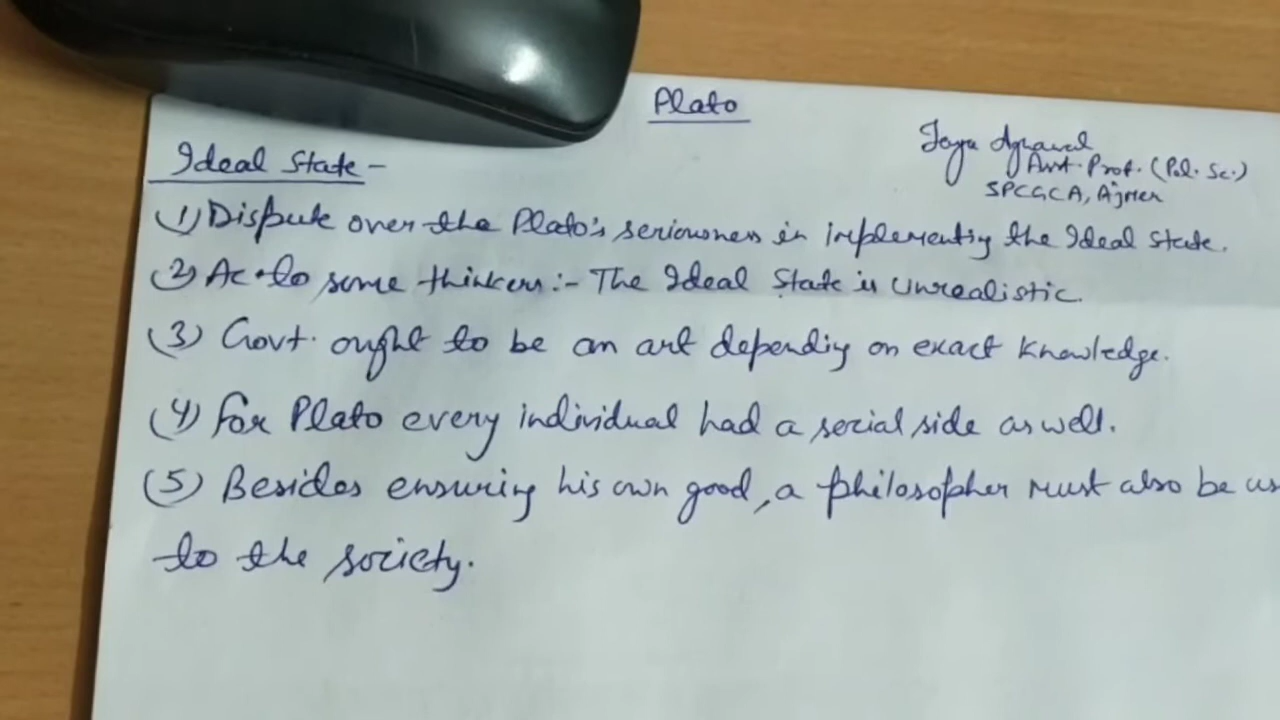 Plato
Jaya Agrawal
Asst. Prof. (Pol. Sc.)
SPCGCA, Ajmer
Ideal State -
(1) Dispute over the Plato's seriousness in implementing the Ideal State.
(2) Ac. to some thinkers :- The Ideal State is Unrealistic.
(3) Govt. ought to be an art depending on exact Knowledge.
(4) For Plato every individual had a social side as well.
(5) Besides ensuring his own good, a philosopher must also be
to the society.